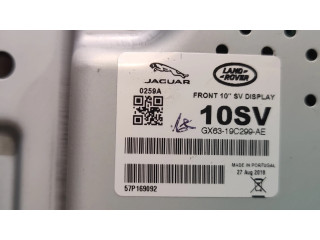 JAGUAR
LAND
ROVER
0259A
FRONT 10" SV DISPLAY
10SV
GX63-19C299-AE
MADE IN PORTUGAL
27 Aug 2018
57P169092